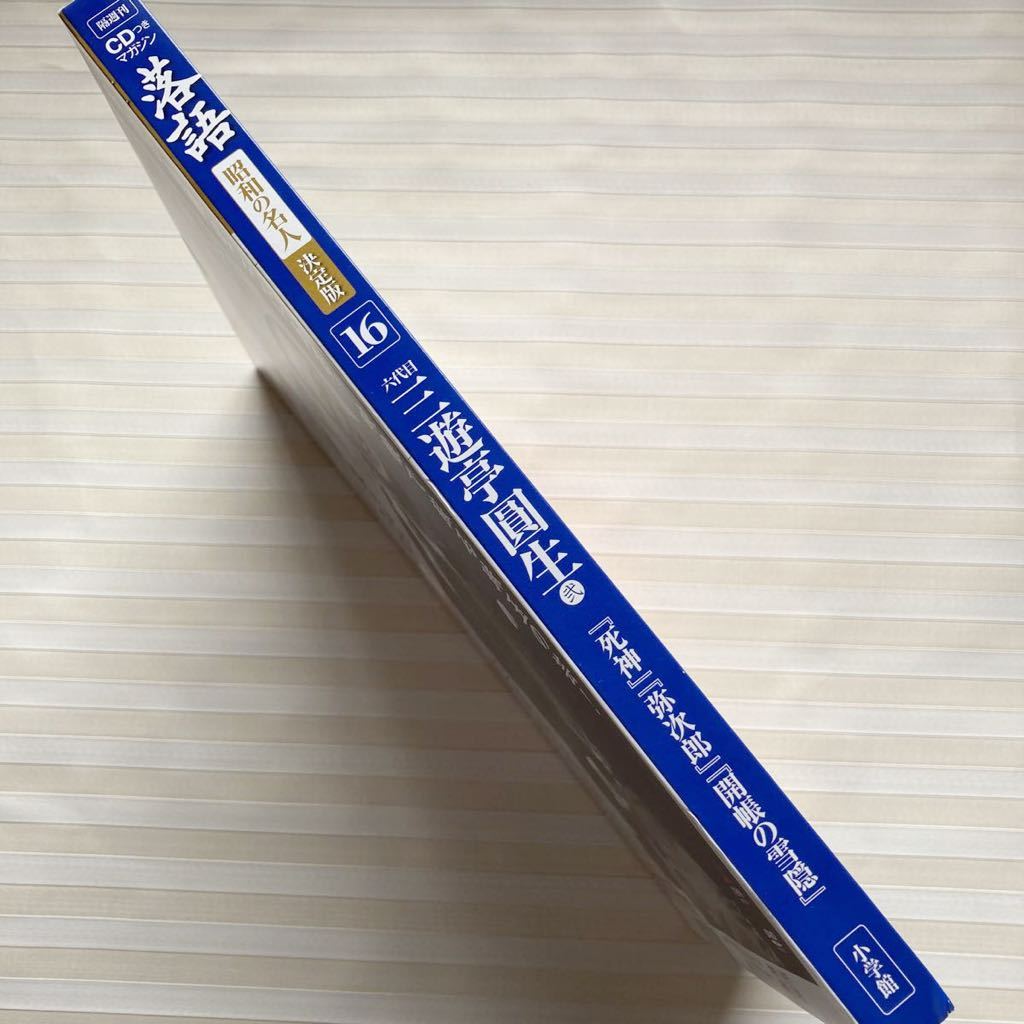 隔週刊
CDつき
マガジン
落語
昭和の名人
決定版
16
六代目
三遊亭圓生
弐
『死神』『弥次郎』『開帳の雪隠』
小学館